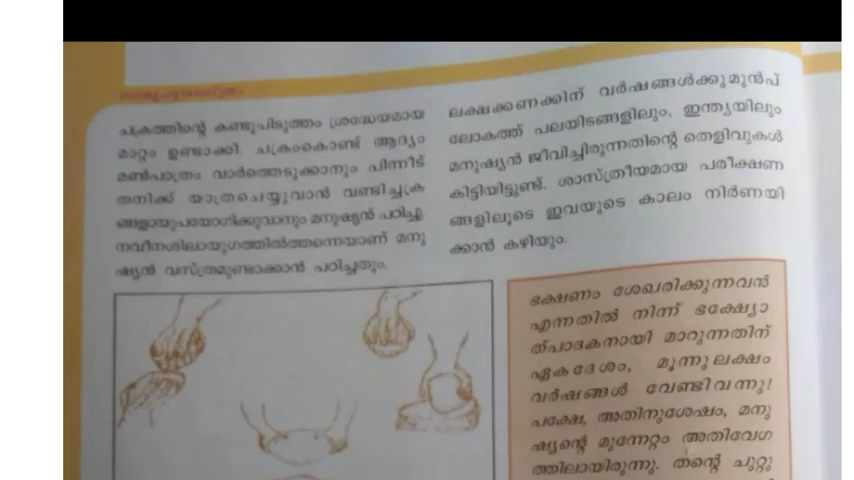 ചക്രത്തിന്റെ കണ്ടുപിടുത്തം ശ്രദ്ധേയമായ
മാറ്റം ഉണ്ടാക്കി. ചക്രംകൊണ്ട് ആദ്യം
മൺപാത്രം വാർത്തെടുക്കാനും പിന്നീട്
തനിക്ക് യാത്രചെയ്യുവാൻ വണ്ടിച്ചക്ര
ങ്ങളായുപയോഗിക്കുവാനും മനുഷ്യൻ പഠിച്ചു.
നവീനശിലായുഗത്തിൽത്തന്നെയാണ് മനു
ഷ്യൻ വസ്ത്രമുണ്ടാക്കാൻ പഠിച്ചതും.
ലക്ഷക്കണക്കിന് വർഷങ്ങൾക്കുമുൻപ്
ലോകത്ത് പലയിടങ്ങളിലും, ഇന്ത്യയിലും
മനുഷ്യൻ ജീവിച്ചിരുന്നതിന്റെ തെളിവുകൾ
കിട്ടിയിട്ടുണ്ട്. ശാസ്ത്രീയമായ പരീക്ഷണ
ങ്ങളിലൂടെ ഇവയുടെ കാലം നിർണയി
ക്കാൻ കഴിയും.
ഭക്ഷണം ശേഖരിക്കുന്നവൻ
എന്നതിൽ നിന്ന് ഭക്ഷ്യോ
ത്പാദകനായി മാറുന്നതിന്
ഏകദേശം, മൂന്നുലക്ഷം
വർഷങ്ങൾ വേണ്ടിവന്നു!
പക്ഷേ, അതിനുശേഷം, മനു
ഷ്യന്റെ മുന്നേറ്റം അതിവേഗ
ത്തിലായിരുന്നു. തന്റെ ചുറ്റു